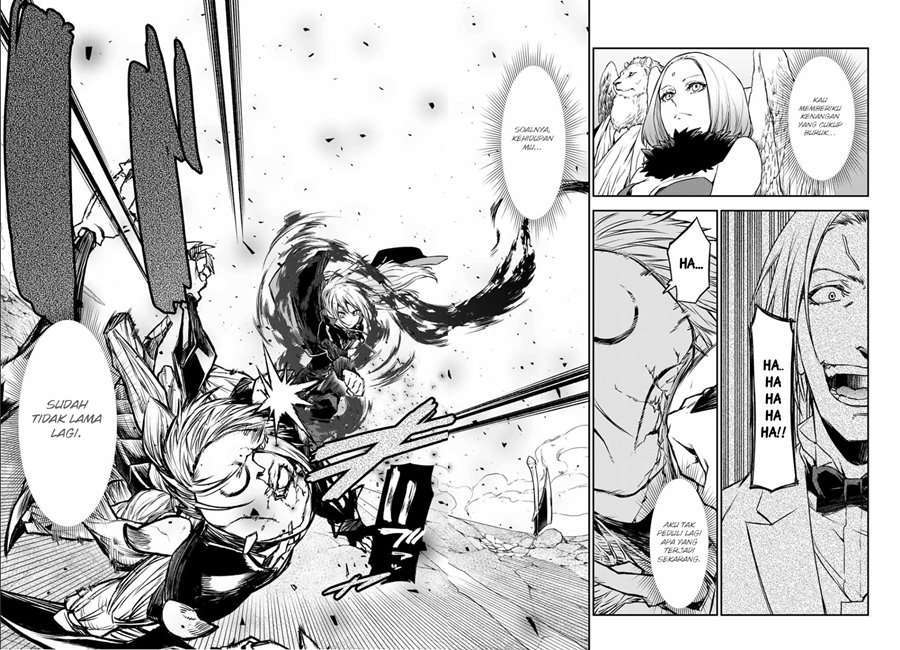 KAU
MEMBERIKU
KENANGAN
YANG CUKUP
BURUK...
HA..
HA
HA
HA
HA!!
HA...
AKU TAK
PEDULI LAGI
APA YANG
TERJADI
SEKARANG.
SOALNYA,
KEHIDUPAN
MU...
SUDAH
TIDAK LAMA
LAGI.